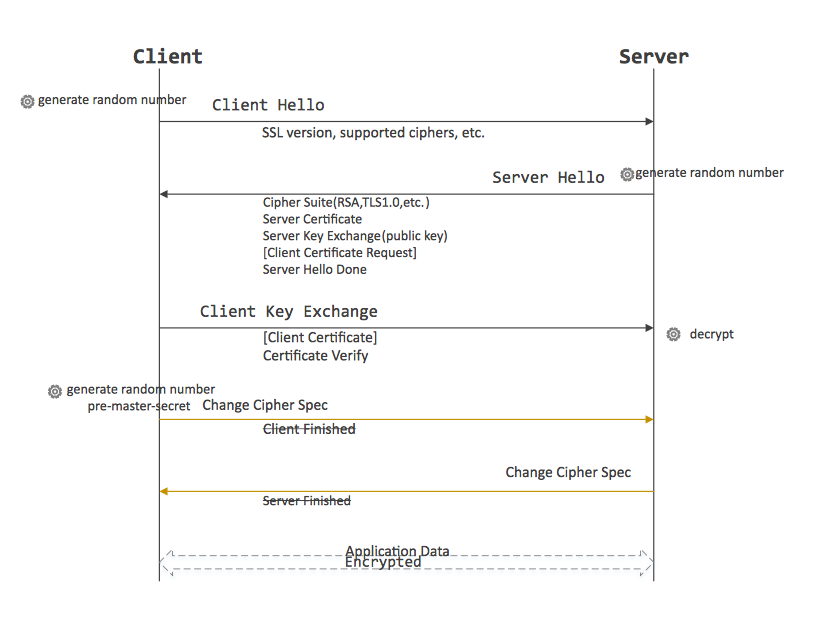 Client
Server
generate random number
Client Hello
SSL version, supported ciphers, etc.
Server Hello
generate random number
Cipher Suite(RSA,TLS1.0,etc.)
Server Certificate
Server Key Exchange(public key)
[Client Certificate Request]
Server Hello Done
Client Key Exchange
[Client Certificate]
Certificate Verify
decrypt
generate random number
pre-master-secret
Change Cipher Spec
Client Finished
Change Cipher Spec
Server Finished
Application Data
Encrypted